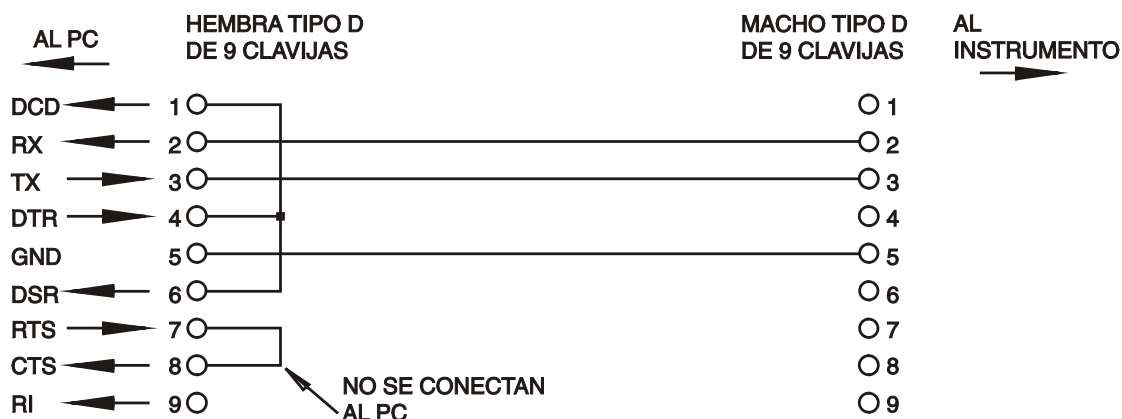 AL PC
HEMBRA TIPO D
DE 9 CLAVIJAS
MACHO TIPO D
DE 9 CLAVIJAS
AL
INSTRUMENTO
DCD 1 1
RX 2 2
TX 3 3
DTR 4 4
GND 5 5
DSR 6 6
RTS 7 7
CTS 8 8
RI 9 9
NO SE CONECTAN
AL PC